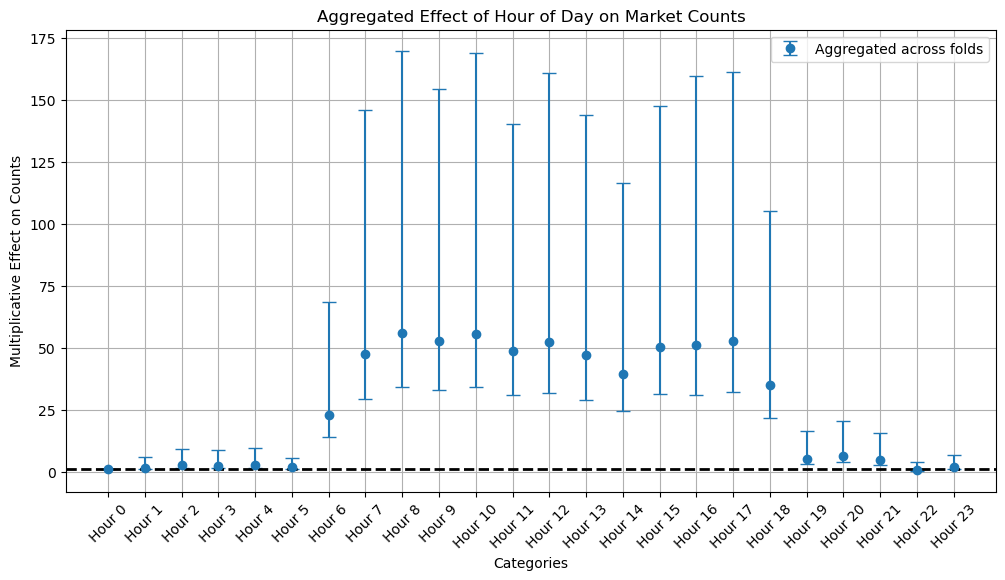 Aggregated Effect of Hour of Day on Market Counts
Aggregated across folds
Multiplicative Effect on Counts
175
150
125
100
75
50
25
0
Hour 0
Hour 1
Hour 2
Hour 3
Hour 4
Hour 5
Hour 6
Hour 7
Hour 8
Hour 9
Hour 10
Hour 11
Hour 12
Hour 13
Hour 14
Hour 15
Hour 16
Hour 17
Hour 18
Hour 19
Hour 20
Hour 21
Hour 22
Hour 23
Categories